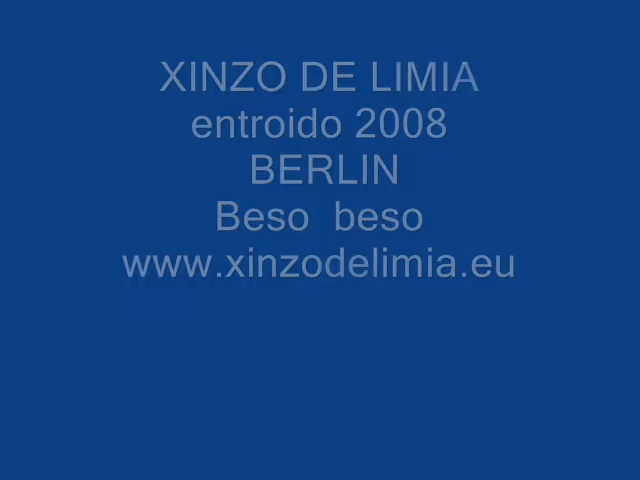 XINZO DE LIMIA
entroido 2008
BERLIN
Beso beso
www.xinzodelimia.eu